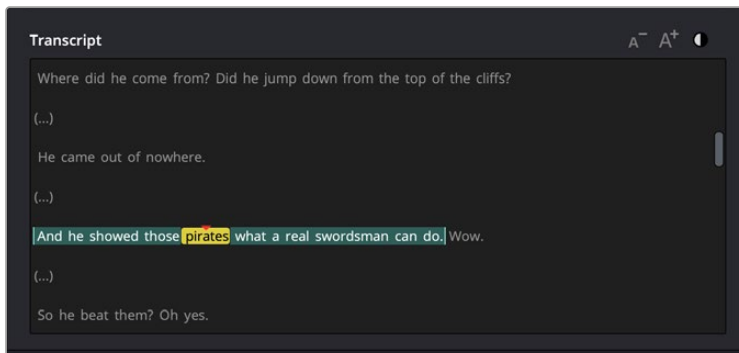 Transcript A⁻ A⁺
Where did he come from? Did he jump down from the top of the cliffs?
(...)
He came out of nowhere.
(...)
And he showed those pirates what a real swordsman can do. Wow.
(...)
So he beat them? Oh yes.